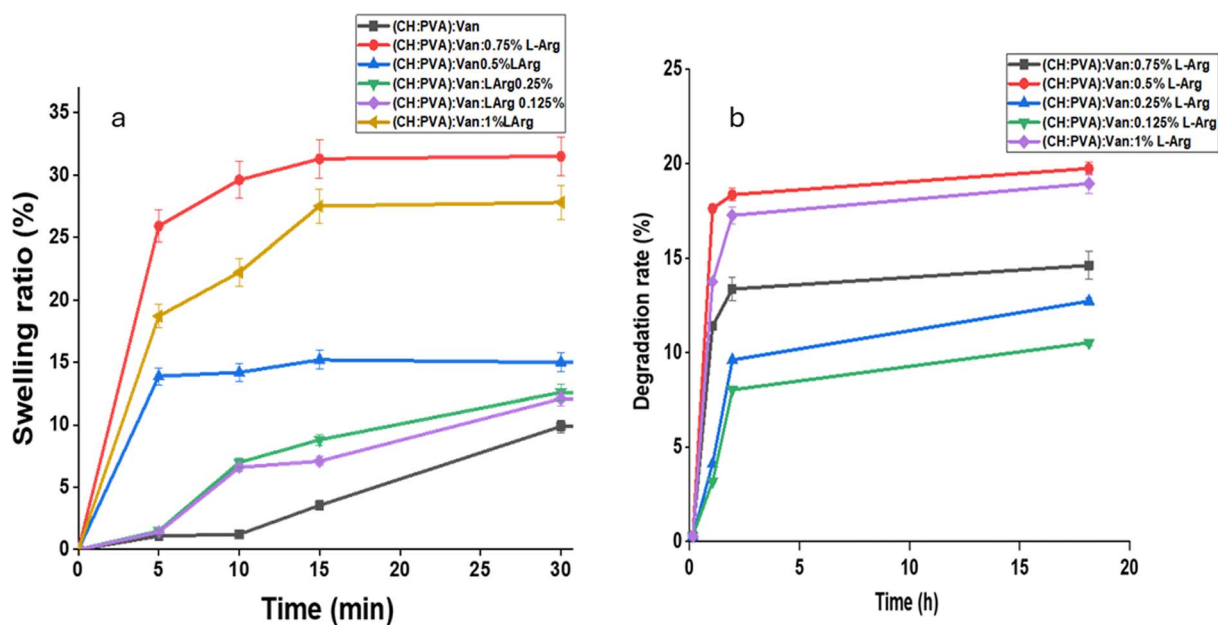 a
(CH:PVA):Van
(CH:PVA):Van:0.75% L-Arg
(CH:PVA):Van0.5%LArg
(CH:PVA):Van:LArg0.25%
(CH:PVA):Van:LArg 0.125%
(CH:PVA):Van:1%LArg
Swelling ratio (%)
35
30
25
20
15
10
5
0
0 5 10 15 20 25 30
Time (min)
b
(CH:PVA):Van:0.75% L-Arg
(CH:PVA):Van:0.5% L-Arg
(CH:PVA):Van:0.25% L-Arg
(CH:PVA):Van:0.125% L-Arg
(CH:PVA):Van:1% L-Arg
Degradation rate (%)
25
20
15
10
5
0
0 5 10 15 20
Time (h)